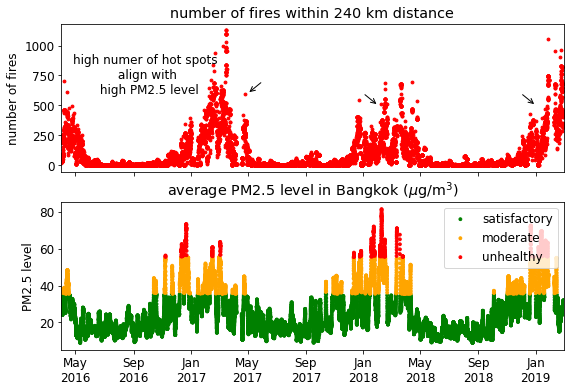 number of fires within 240 km distance
number of fires
1000
750
500
250
0
high numer of hot spots
align with
high PM2.5 level
May
2016
Sep
Jan
2017
May
2017
Sep
Jan
2018
May
2018
Sep
Jan
2019
average PM2.5 level in Bangkok (μg/m³)
PM2.5 level
80
60
40
20
satisfactory
moderate
unhealthy